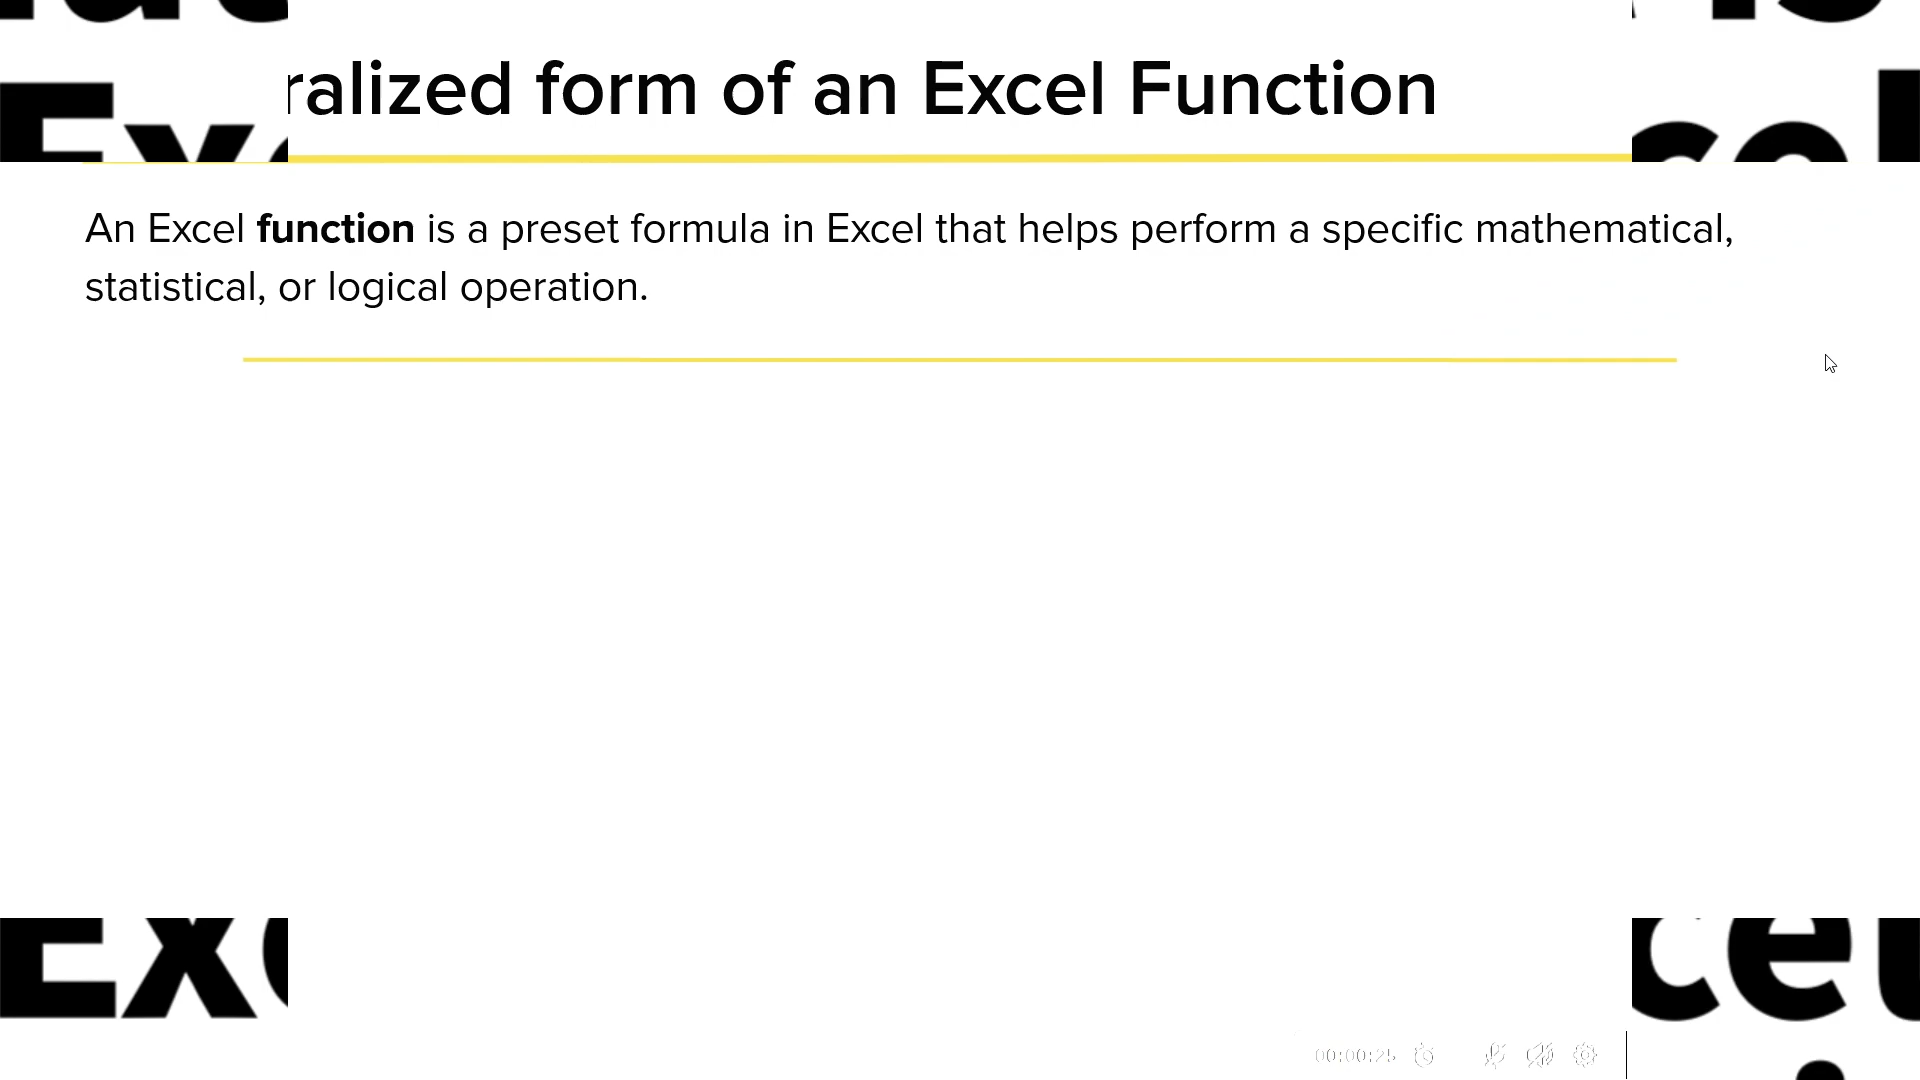 ralized form of an Excel Function
An Excel function is a preset formula in Excel that helps perform a specific mathematical,
statistical, or logical operation.
00:00:25